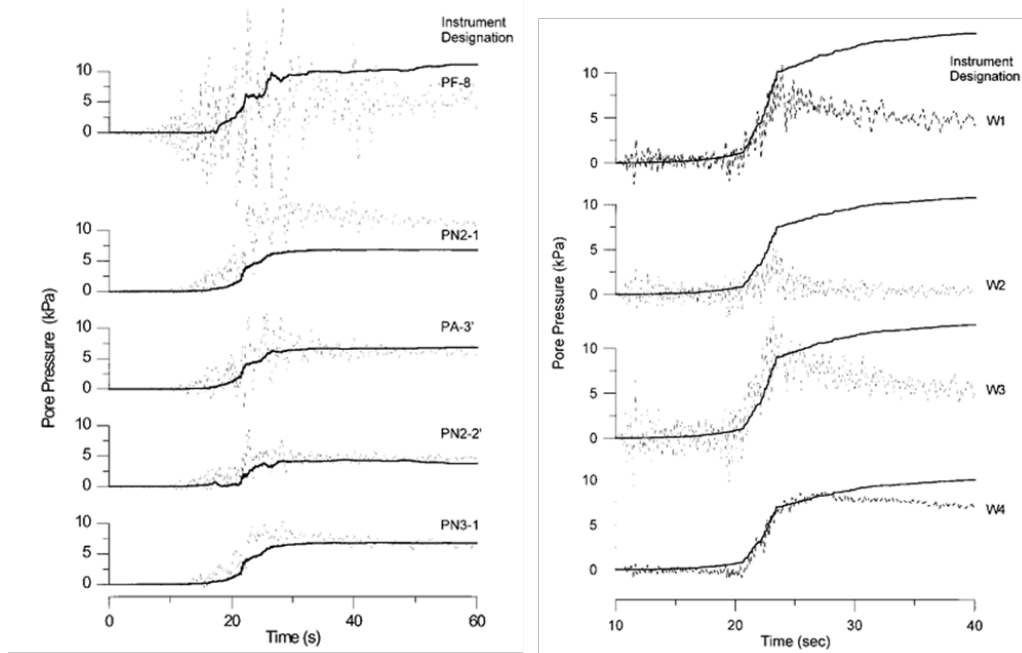 Instrument
Designation
10
5
0
PF-8
10
5
0
PN2-1
10
5
0
PA-3'
10
5
0
PN2-2'
10
5
0
PN3-1
Pore Pressure (kPa)
0
20
40
60
Time (s)
Instrument
Designation
10
5
0
W1
10
5
0
W2
10
5
0
W3
10
5
0
W4
Pore Pressure (kPa)
10
20
30
40
Time (sec)